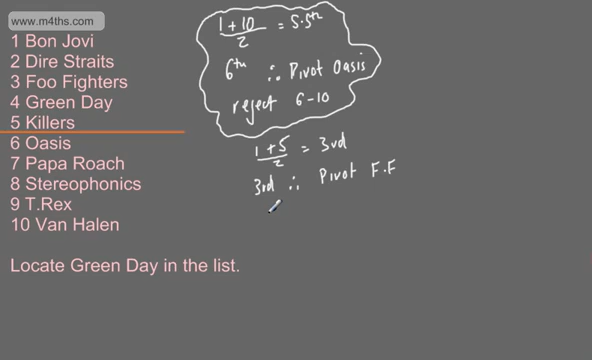 www.m4ths.com
1 Bon Jovi
2 Dire Straits
3 Foo Fighters
4 Green Day
5 Killers
6 Oasis
7 Papa Roach
8 Stereophonics
9 T.Rex
10 Van Halen
Locate Green Day in the list.
1 + 10 / 2 = 5.5th
6th ∴ Pivot Oasis
reject 6-10
1 + 5 / 2 = 3rd
3rd ∴ Pivot F.F